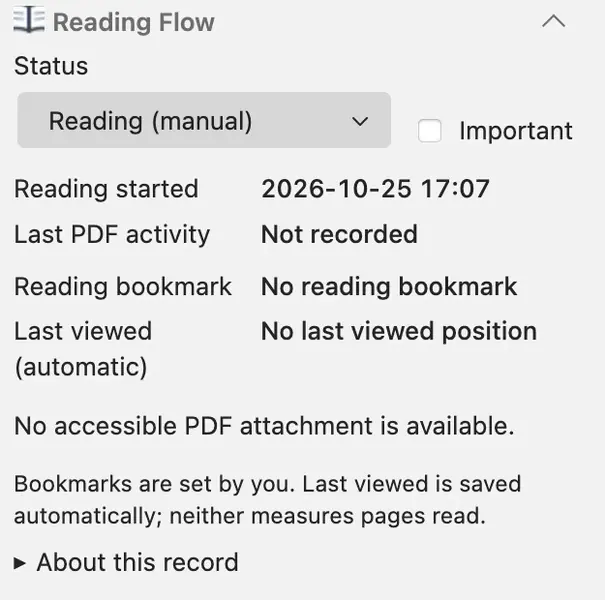 Reading Flow
Status
Reading (manual)
Important
Reading started 2026-10-25 17:07
Last PDF activity Not recorded
Reading bookmark No reading bookmark
Last viewed No last viewed position
(automatic)
No accessible PDF attachment is available.
Bookmarks are set by you. Last viewed is saved
automatically; neither measures pages read.
About this record